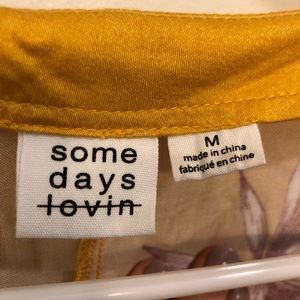 some
days
lovin
M
made in china
fabriqué en chine